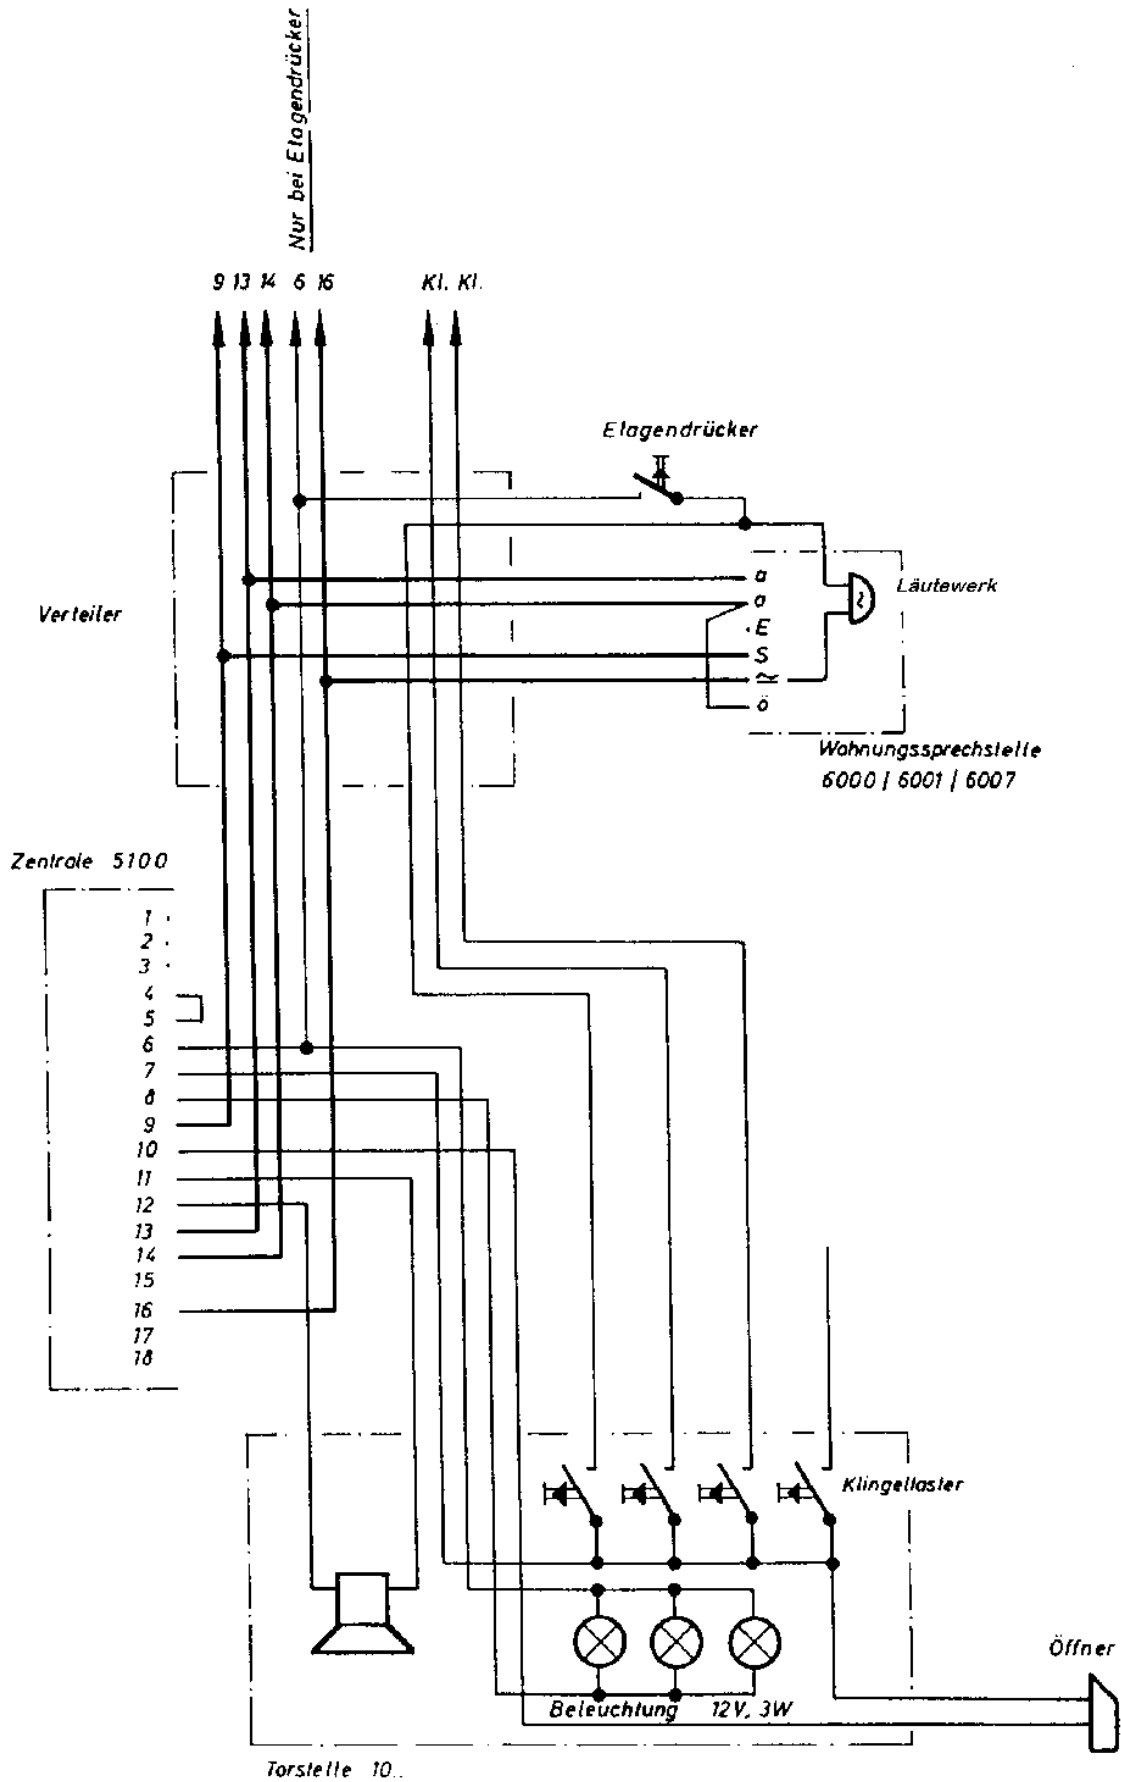 Nur bei Etagendrücker
9 13 14 6 16 Kl. Kl.
Etagendrücker
a
Läutewerk
Verteiler
o
E
S
≂
ö
Wohnungssprechstelle
6000 / 6001 / 6007
Zentrale 5100
1
2
3
4
5
6
7
8
9
10
11
12
13
14
15
16
17
18
Klingeltaster
Öffner
Beleuchtung 12V, 3W
Torstelle 10..